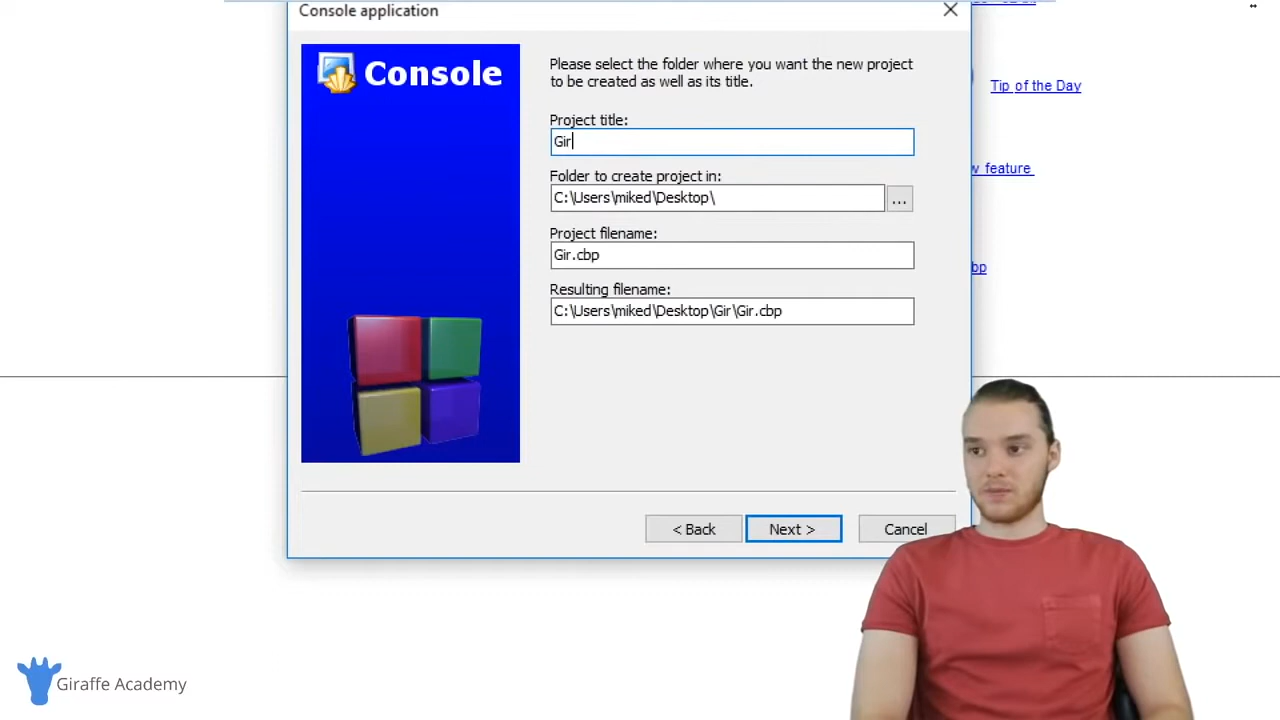 Console application
Console
Please select the folder where you want the new project
to be created as well as its title.
Project title:
Gir
Folder to create project in:
C:\Users\miked\Desktop\
...
Project filename:
Gir.cbp
Resulting filename:
C:\Users\miked\Desktop\Gir\Gir.cbp
< Back
Next >
Cancel
Tip of the Day
feature
bp
Giraffe Academy